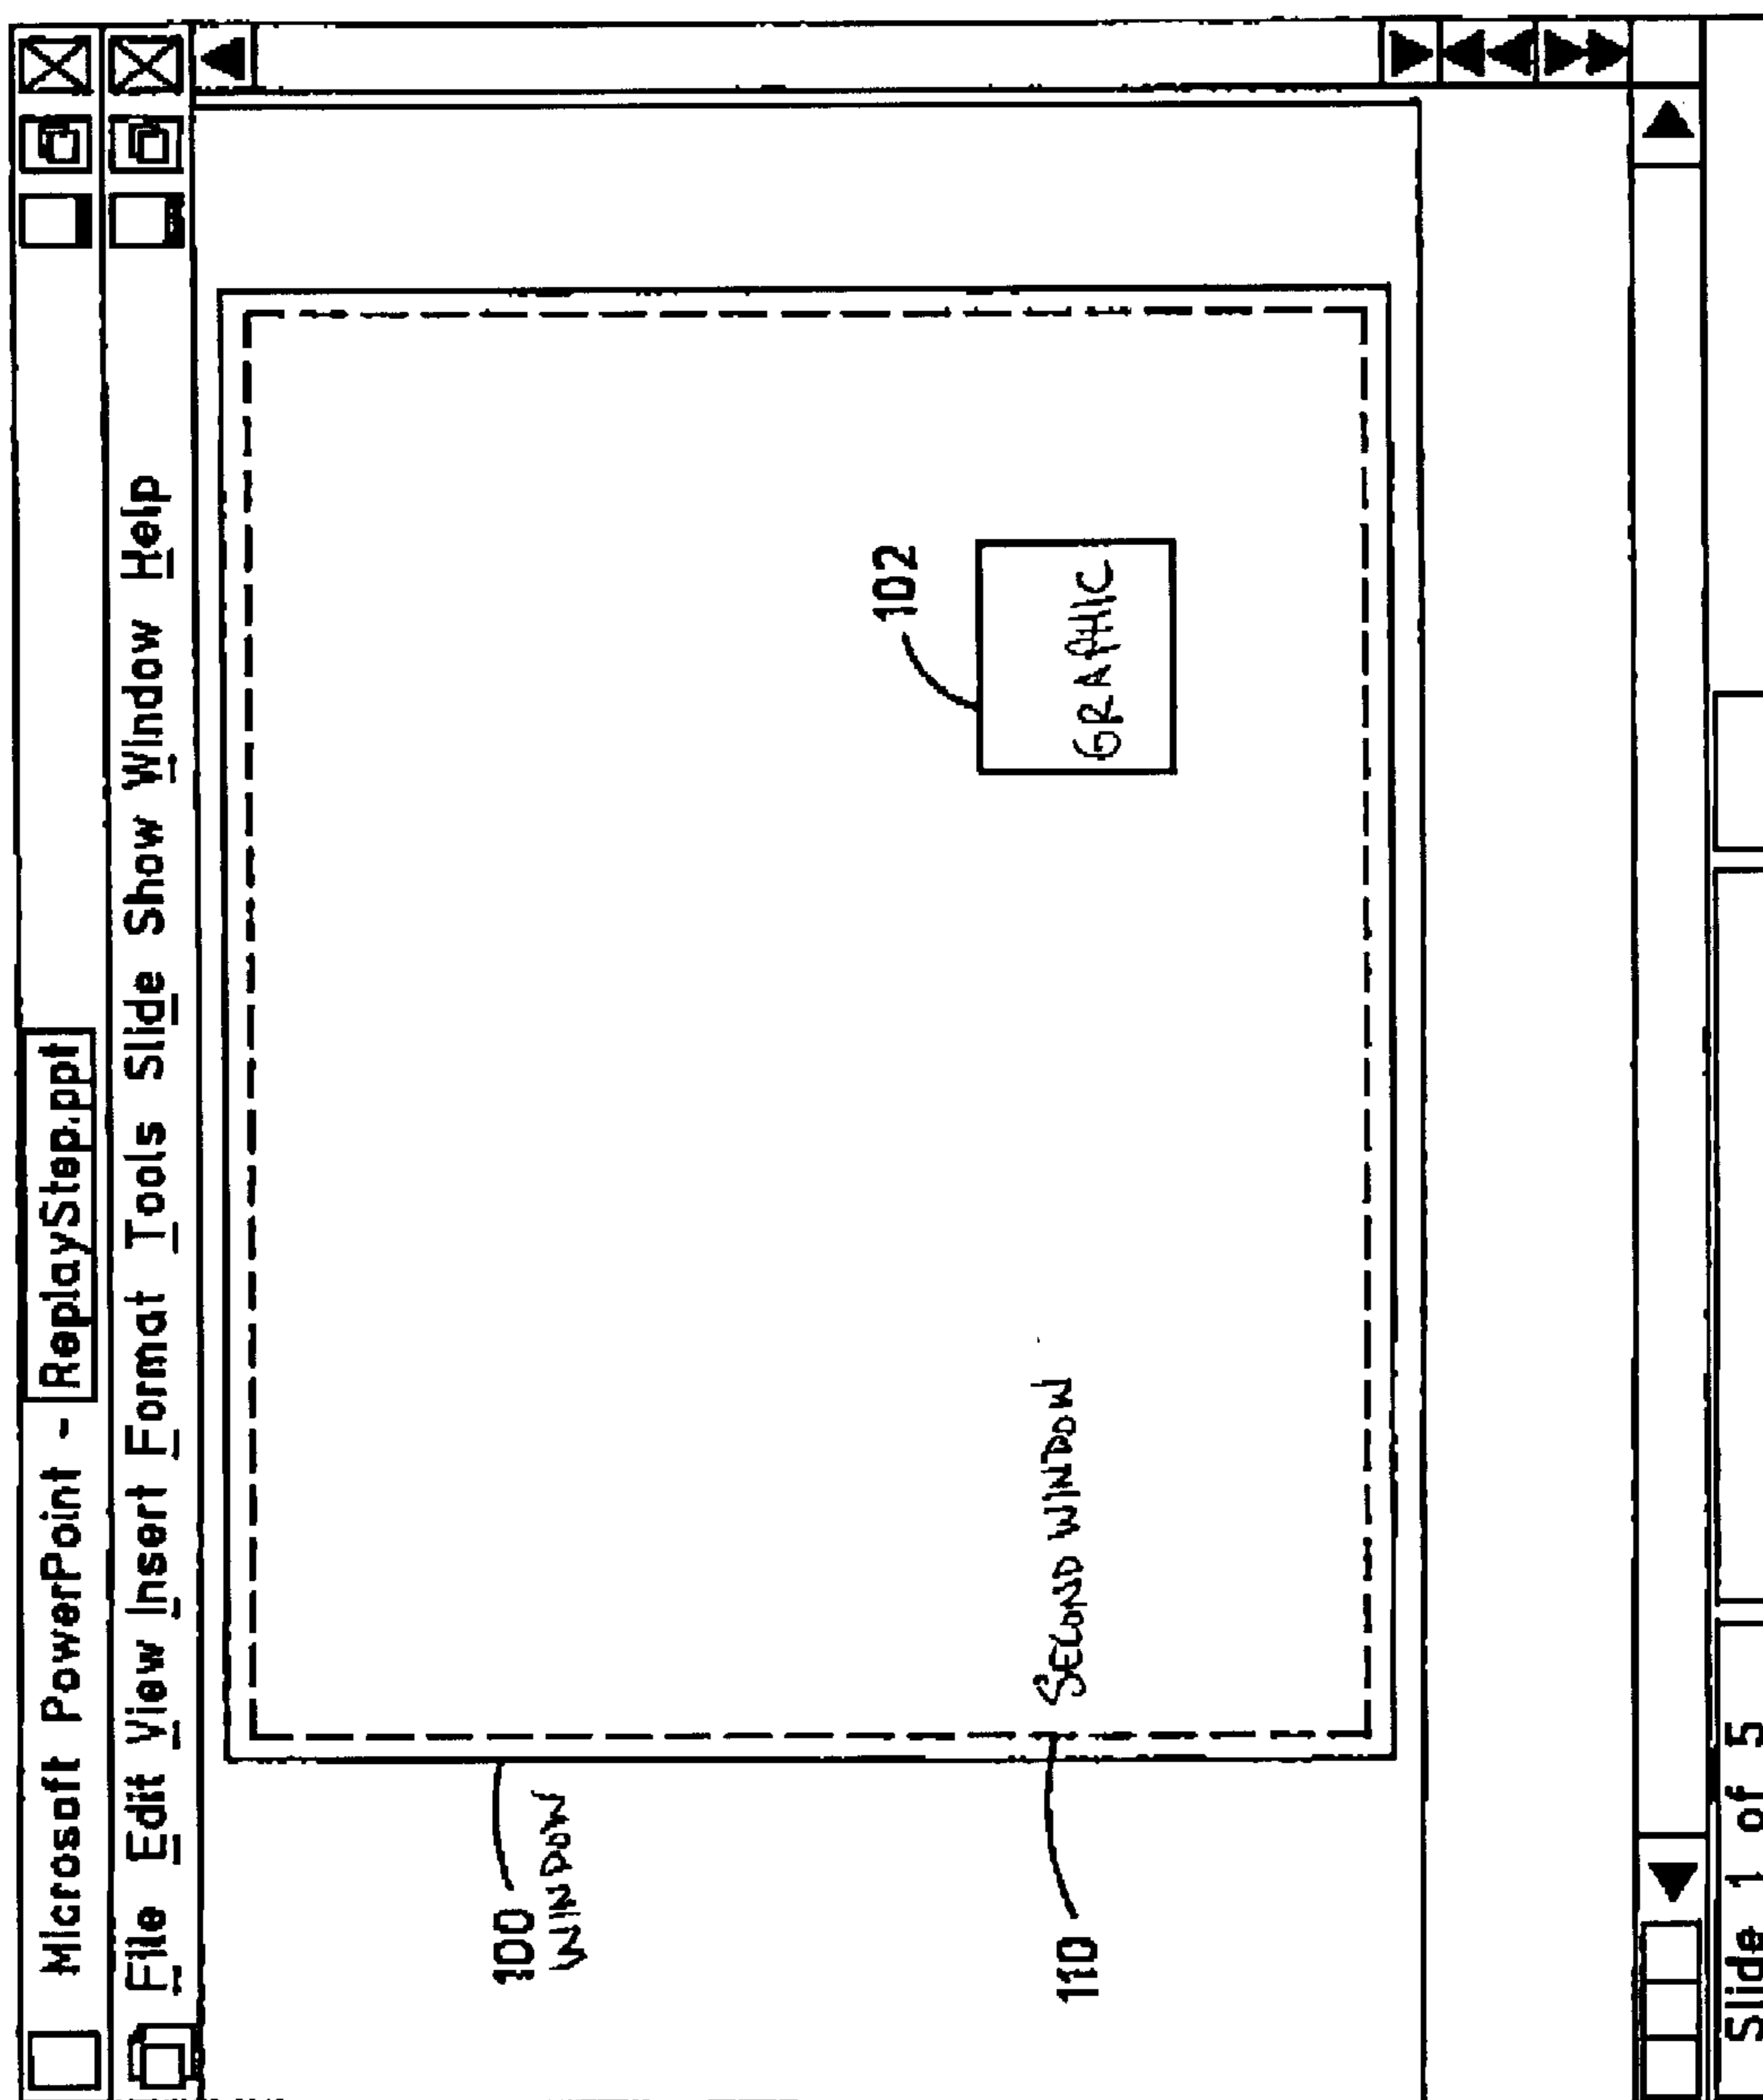 Microsoft PowerPoint - ReplayStep.ppt
File Edit View Insert Format Tools Slide Show Window Help
100
WINDOW
102
GRAPHIC
110
SECOND WINDOW
Slide 1 of 5